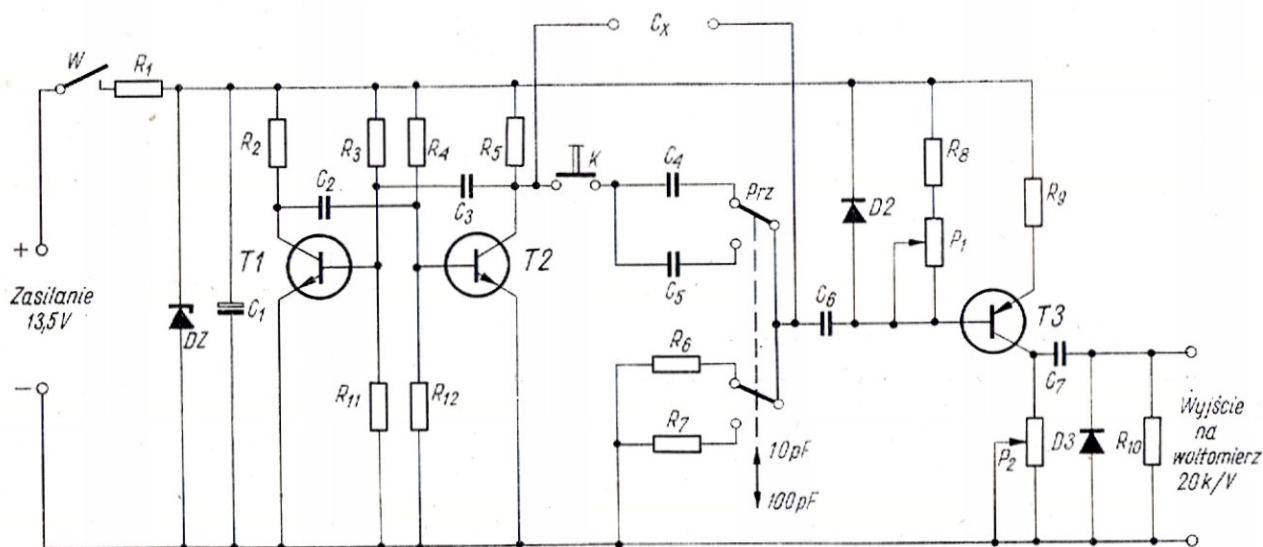 W
R1
R2
R3
R4
R5
Cx
K
C4
Prz
C5
C2
C3
T1
T2
+
Zasilanie
13,5V
−
DZ
C1
R11
R12
R6
R7
10pF
100pF
C6
D2
R8
P1
R9
T3
C7
P2
D3
R10
Wyjście
na
woltomierz
20k/V